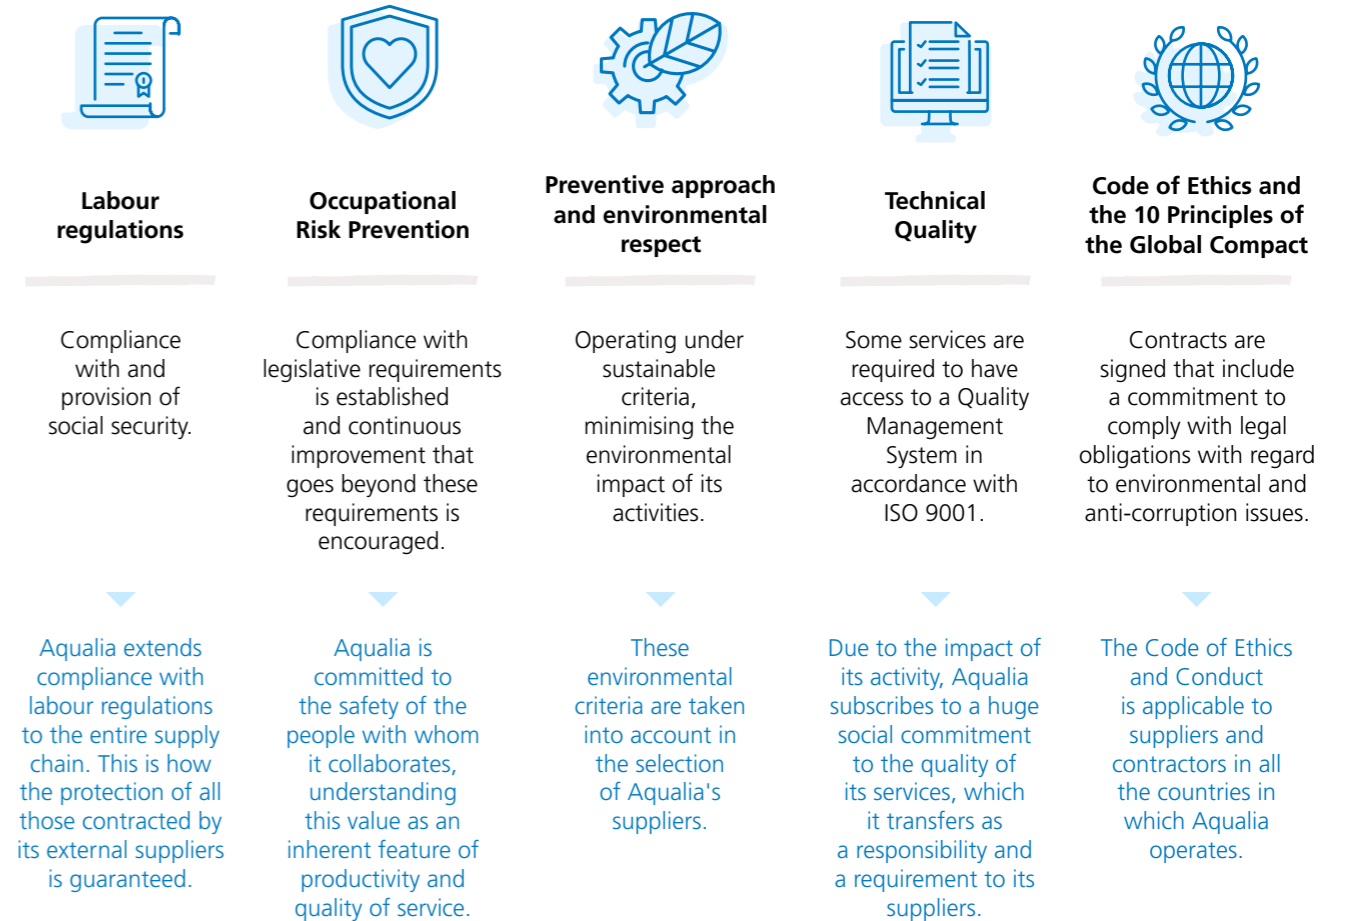 Labour
regulations
Compliance
with and
provision of
social security.
Aqualia extends
compliance with
labour regulations
to the entire supply
chain. This is how
the protection of all
those contracted by
its external suppliers
is guaranteed.
Occupational
Risk Prevention
Compliance with
legislative requirements
is established
and continuous
improvement that
goes beyond these
requirements is
encouraged.
Aqualia is
committed to
the safety of the
people with whom
it collaborates,
understanding
this value as an
inherent feature of
productivity and
quality of service.
Preventive approach
and environmental
respect
Operating under
sustainable
criteria,
minimising the
environmental
impact of its
activities.
These
environmental
criteria are taken
into account in
the selection
of Aqualia's
suppliers.
Technical
Quality
Some services are
required to have
access to a Quality
Management
System in
accordance with
ISO 9001.
Due to the impact of
its activity, Aqualia
subscribes to a huge
social commitment
to the quality of
its services, which
it transfers as
a responsibility and
a requirement to its
suppliers.
Code of Ethics and
the 10 Principles of
the Global Compact
Contracts are
signed that include
a commitment to
comply with legal
obligations with regard
to environmental and
anti-corruption issues.
The Code of Ethics
and Conduct
is applicable to
suppliers and
contractors in all
the countries in
which Aqualia
operates.